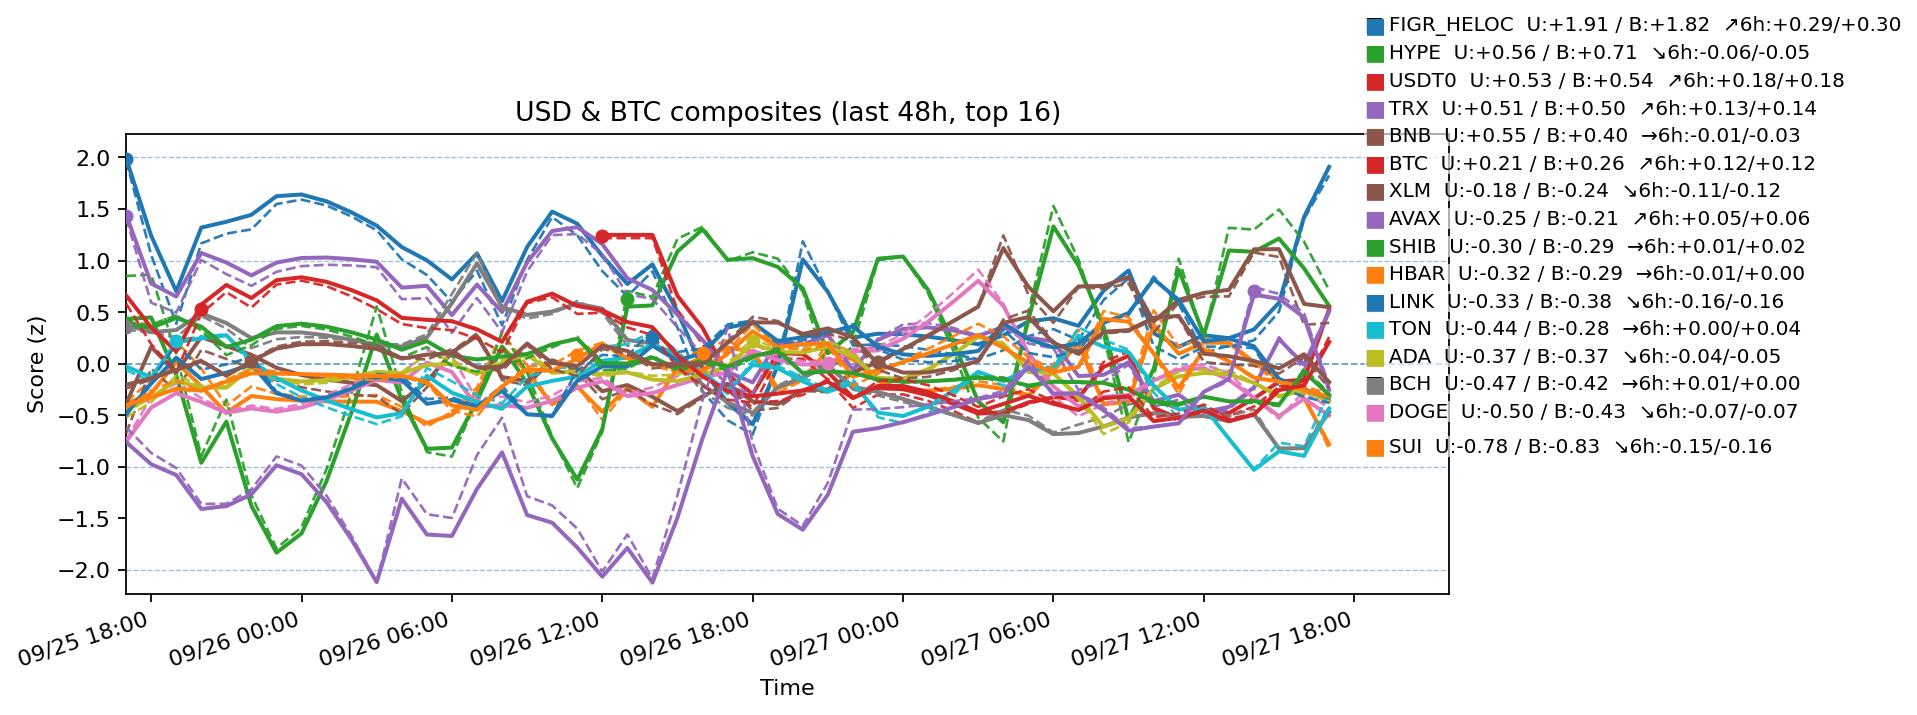 FIGR_HELOC U:+1.91 / B:+1.82 ↗6h:+0.29/+0.30
HYPE U:+0.56 / B:+0.71 ↘6h:-0.06/-0.05
USDT0 U:+0.53 / B:+0.54 ↗6h:+0.18/+0.18
USD & BTC composites (last 48h, top 16)
TRX U:+0.51 / B:+0.50 ↗6h:+0.13/+0.14
BNB U:+0.55 / B:+0.40 →6h:-0.01/-0.03
BTC U:+0.21 / B:+0.26 ↗6h:+0.12/+0.12
XLM U:-0.18 / B:-0.24 ↘6h:-0.11/-0.12
AVAX U:-0.25 / B:-0.21 ↗6h:+0.05/+0.06
SHIB U:-0.30 / B:-0.29 →6h:+0.01/+0.02
HBAR U:-0.32 / B:-0.29 →6h:-0.01/+0.00
LINK U:-0.33 / B:-0.38 ↘6h:-0.16/-0.16
TON U:-0.44 / B:-0.28 →6h:+0.00/+0.04
ADA U:-0.37 / B:-0.37 ↘6h:-0.04/-0.05
BCH U:-0.47 / B:-0.42 →6h:+0.01/+0.00
DOGE U:-0.50 / B:-0.43 ↘6h:-0.07/-0.07
SUI U:-0.78 / B:-0.83 ↘6h:-0.15/-0.16
2.0
1.5
1.0
0.5
0.0
−0.5
−1.0
−1.5
−2.0
Score (z)
09/25 18:00
09/26 00:00
09/26 06:00
09/26 12:00
09/26 18:00
09/27 00:00
09/27 06:00
09/27 12:00
09/27 18:00
Time